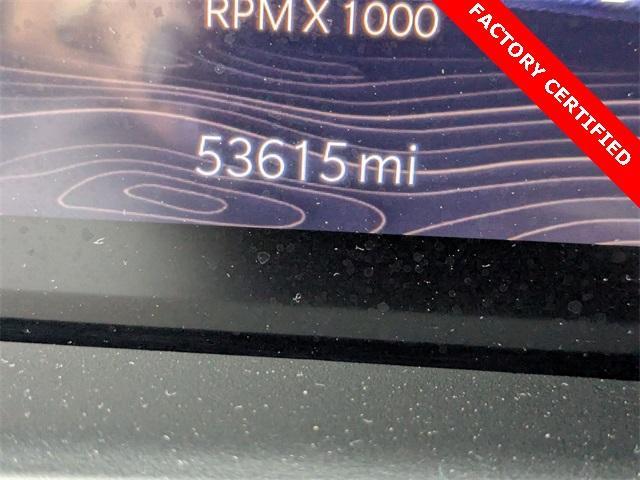 RPM X 1000
FACTORY CERTIFIED
53615 mi